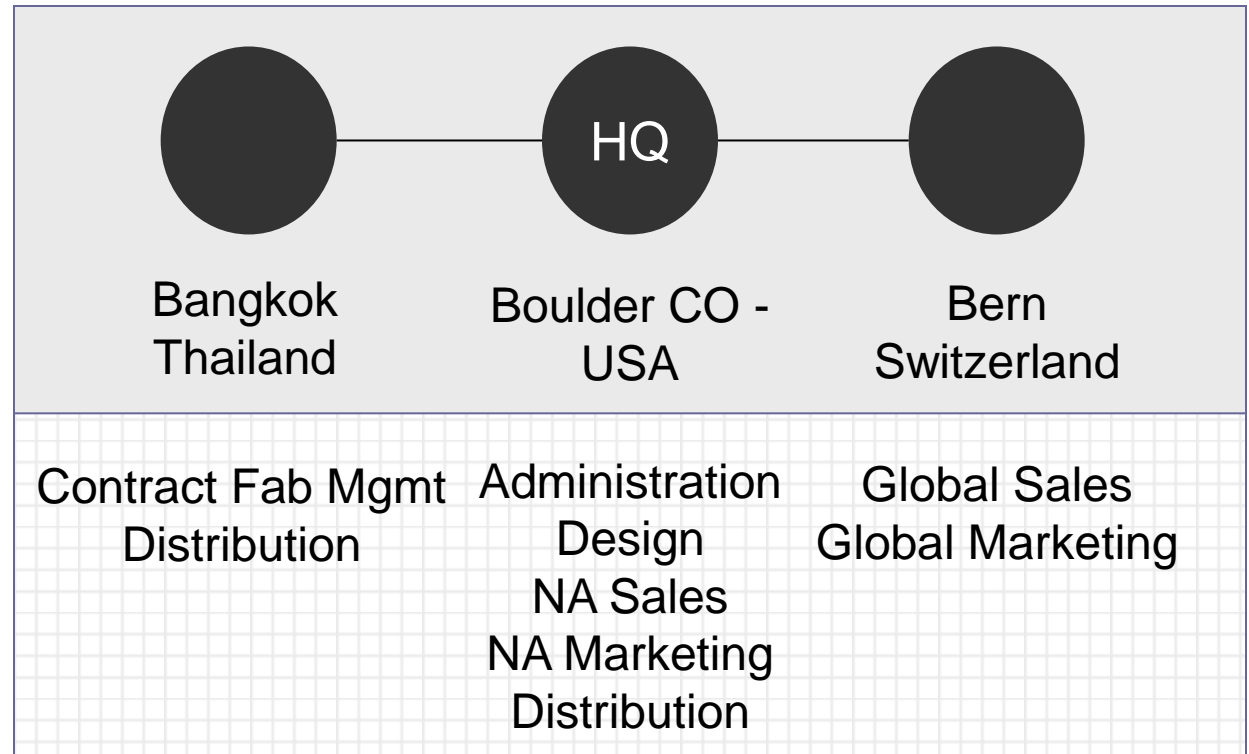 HQ
Bangkok
Thailand
Boulder CO -
USA
Bern
Switzerland
Contract Fab Mgmt
Distribution
Administration
Design
NA Sales
NA Marketing
Distribution
Global Sales
Global Marketing